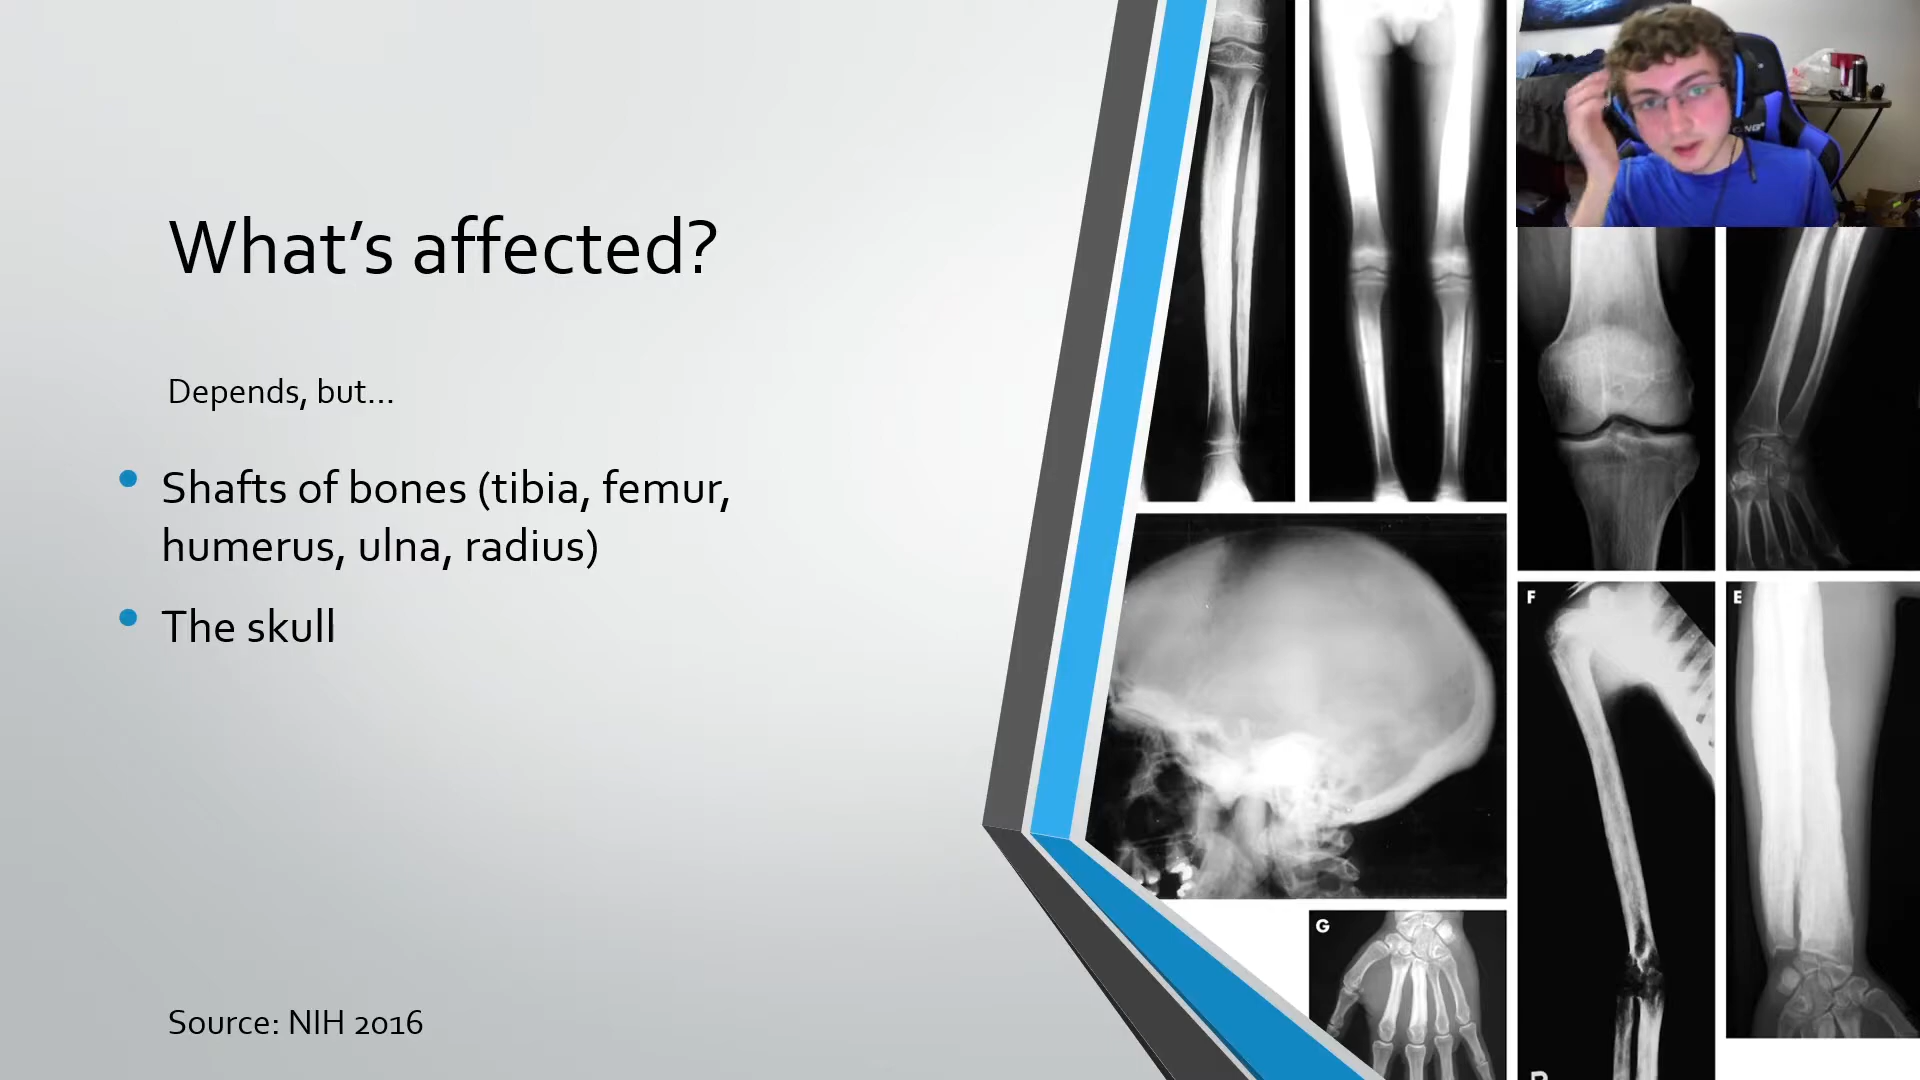 What’s affected?
Depends, but…
Shafts of bones (tibia, femur,
humerus, ulna, radius)
The skull
Source: NIH 2016
F
E
G